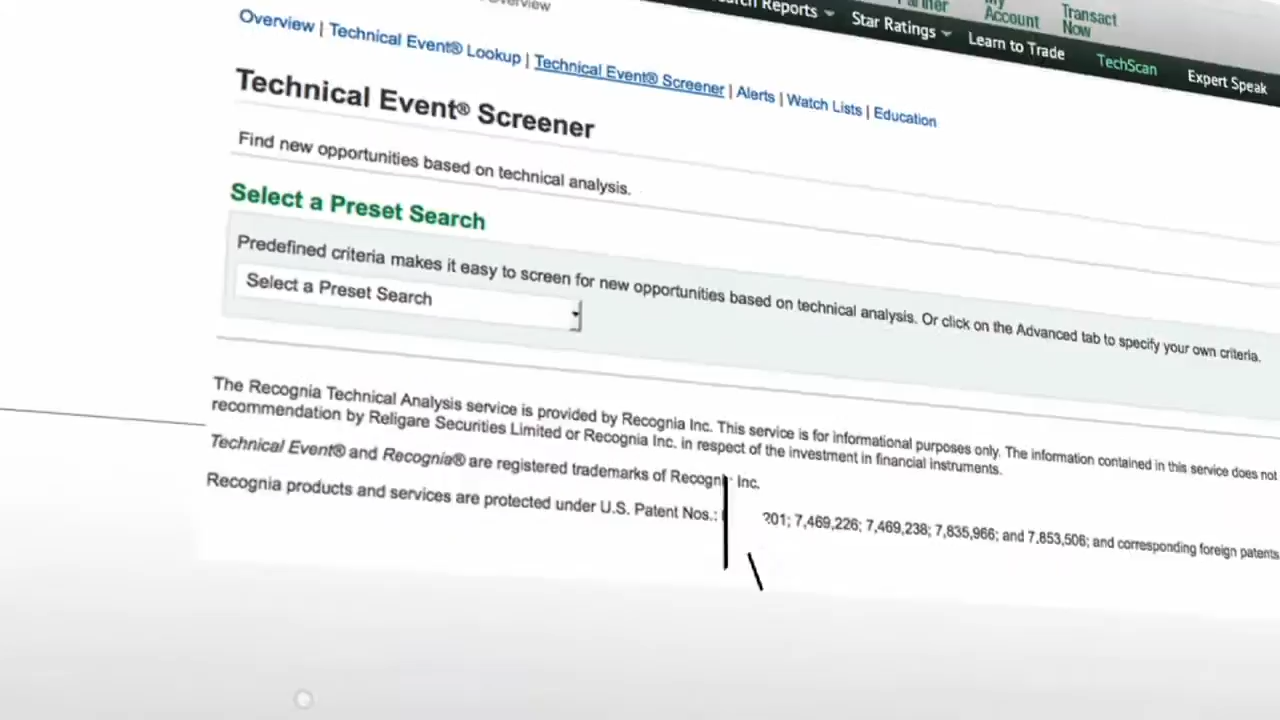 Overview
Reports
Partner
My
Account
Transact
Now
Star Ratings
Learn to Trade
TechScan
Expert Speak
Overview | Technical Event® Lookup | Technical Event® Screener | Alerts | Watch Lists | Education
Technical Event® Screener
Find new opportunities based on technical analysis.
Select a Preset Search
Predefined criteria makes it easy to screen for new opportunities based on technical analysis. Or click on the Advanced tab to specify your own criteria.
Select a Preset Search
The Recognia Technical Analysis service is provided by Recognia Inc. This service is for informational purposes only. The information contained in this service does not
recommendation by Religare Securities Limited or Recognia Inc. in respect of the investment in financial instruments.
Technical Event® and Recognia® are registered trademarks of Recognia Inc.
Recognia products and services are protected under U.S. Patent Nos.: 201; 7,469,226; 7,469,238; 7,835,966; and 7,853,506; and corresponding foreign patents